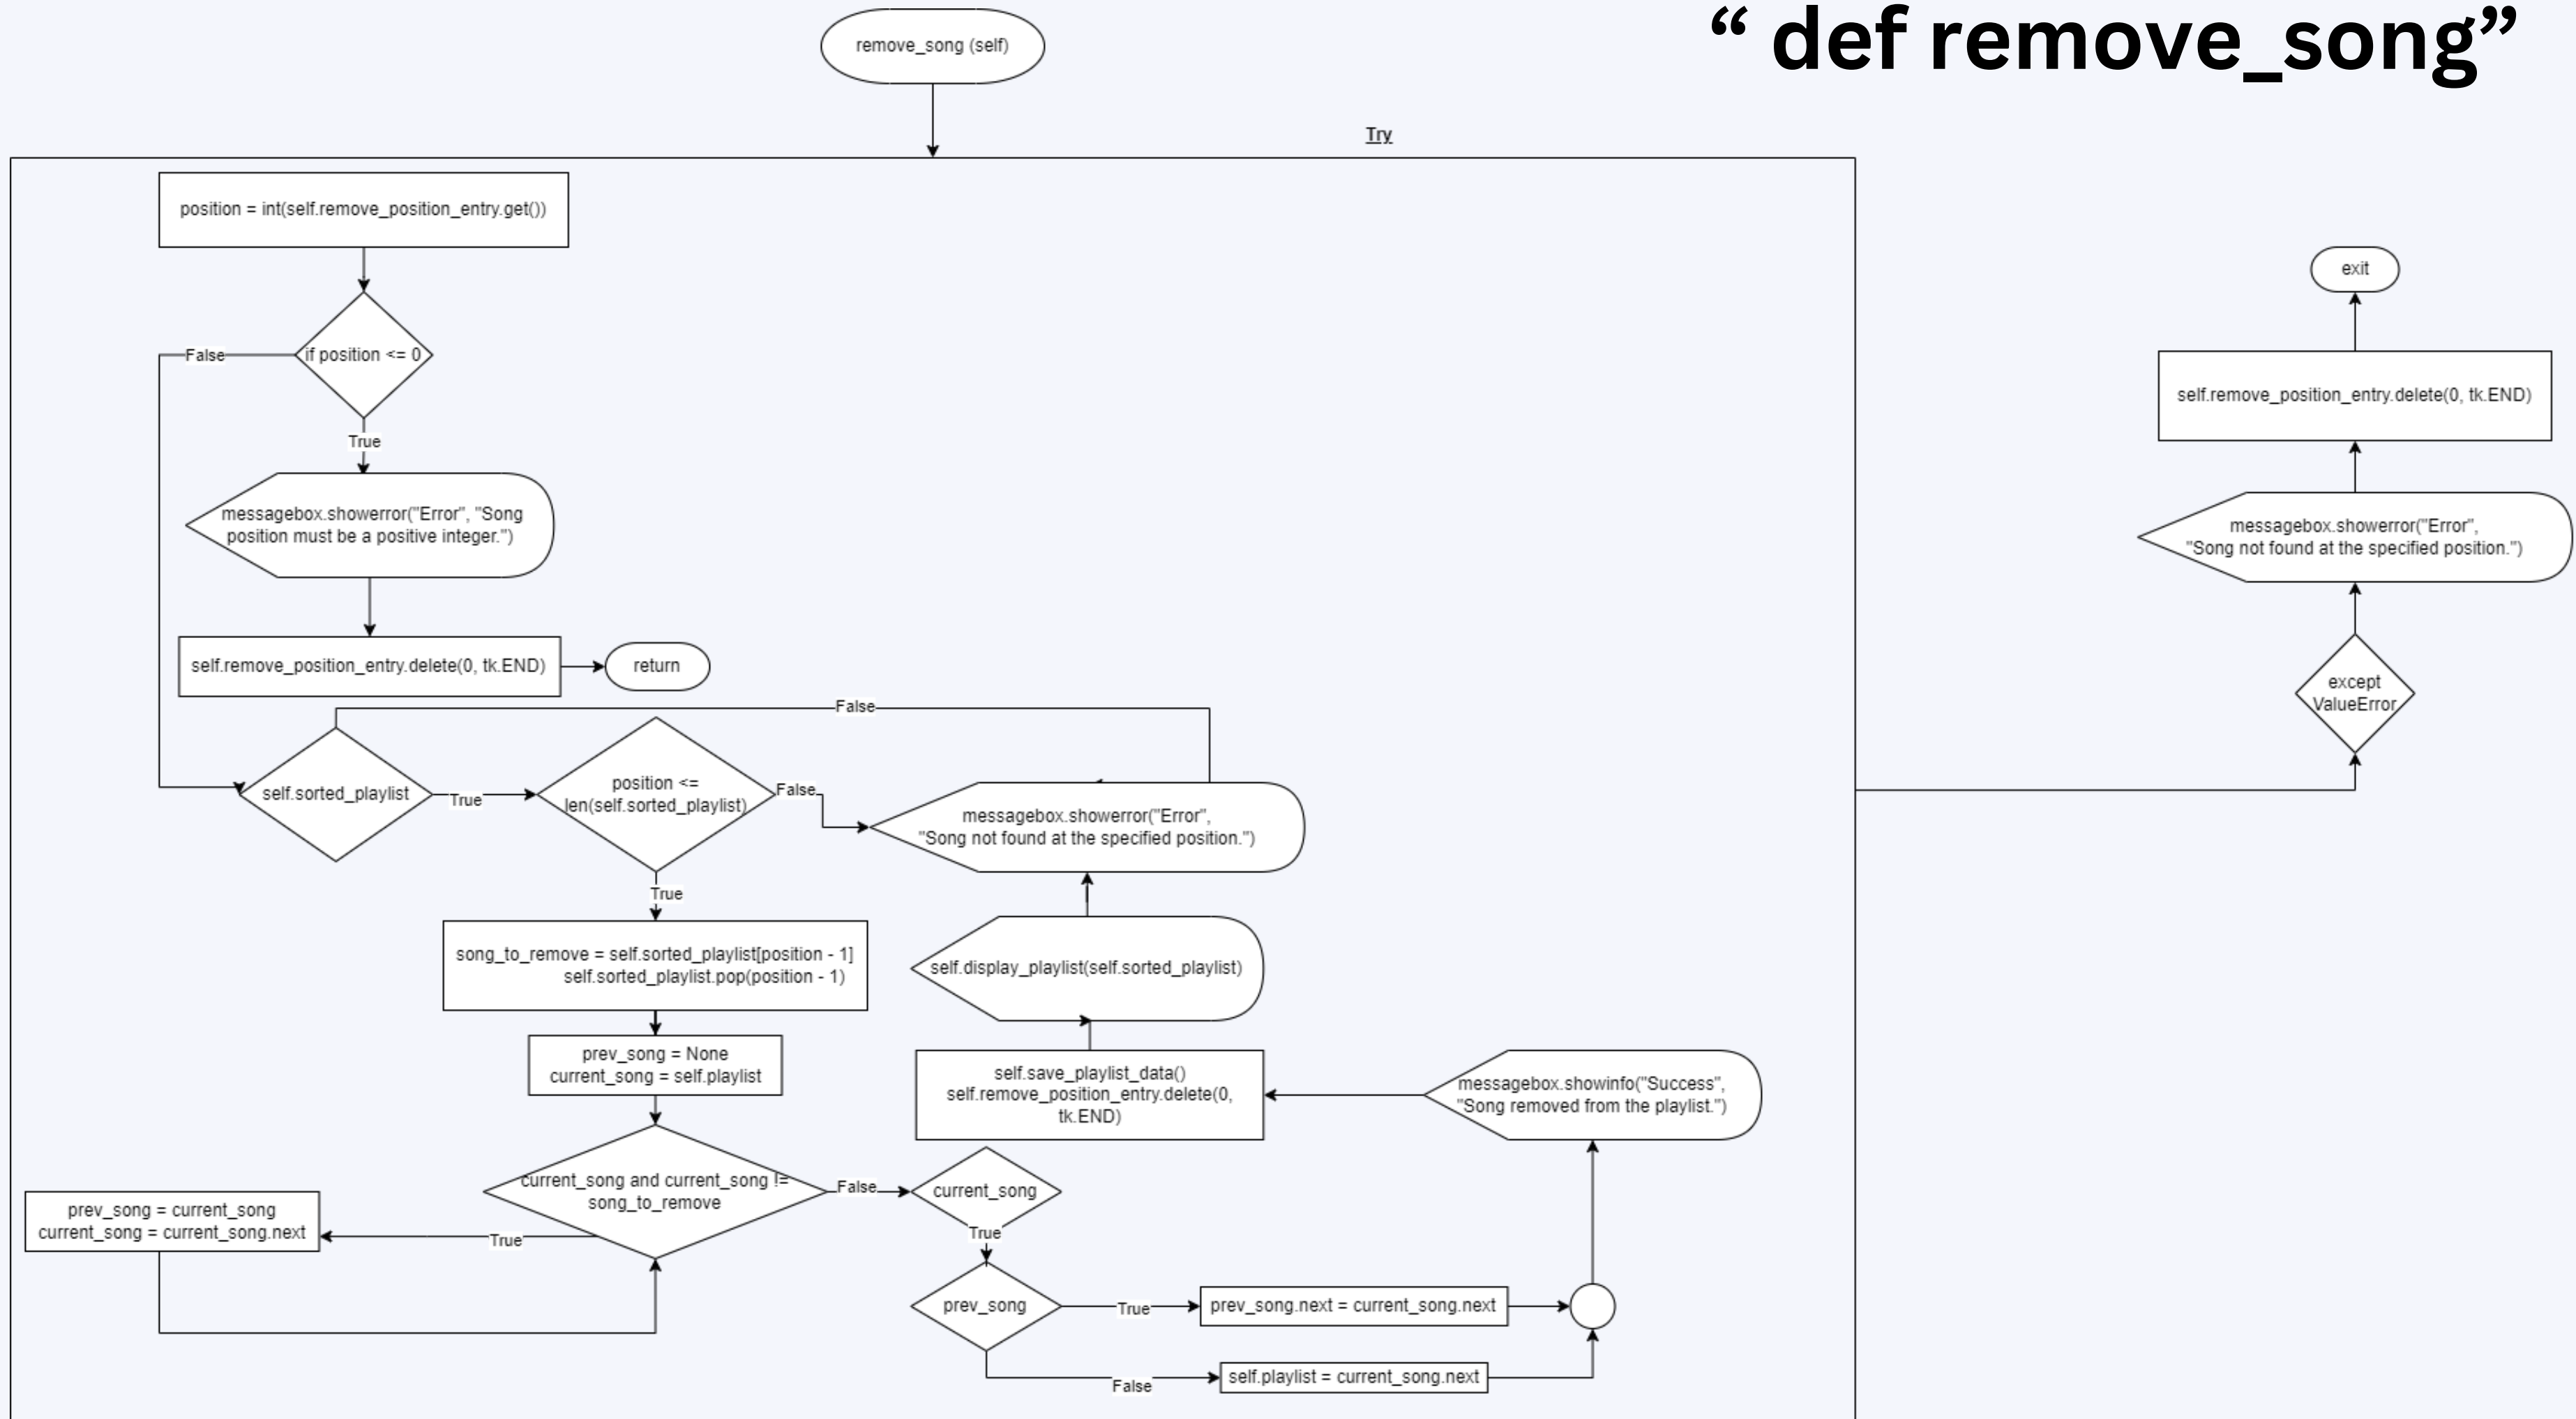 “ def remove_song”
remove_song (self)
Try
position = int(self.remove_position_entry.get())
if position <= 0
False
True
messagebox.showerror("Error", "Song
position must be a positive integer.")
self.remove_position_entry.delete(0, tk.END)
return
False
self.sorted_playlist
True
position <=
len(self.sorted_playlist)
False
messagebox.showerror("Error",
"Song not found at the specified position.")
True
song_to_remove = self.sorted_playlist[position - 1]
self.sorted_playlist.pop(position - 1)
self.display_playlist(self.sorted_playlist)
prev_song = None
current_song = self.playlist
self.save_playlist_data()
self.remove_position_entry.delete(0,
tk.END)
messagebox.showinfo("Success",
"Song removed from the playlist.")
current_song and current_song !=
song_to_remove
False
current_song
True
prev_song = current_song
current_song = current_song.next
True
prev_song
True
prev_song.next = current_song.next
False
self.playlist = current_song.next
exit
self.remove_position_entry.delete(0, tk.END)
messagebox.showerror("Error",
"Song not found at the specified position.")
except
ValueError